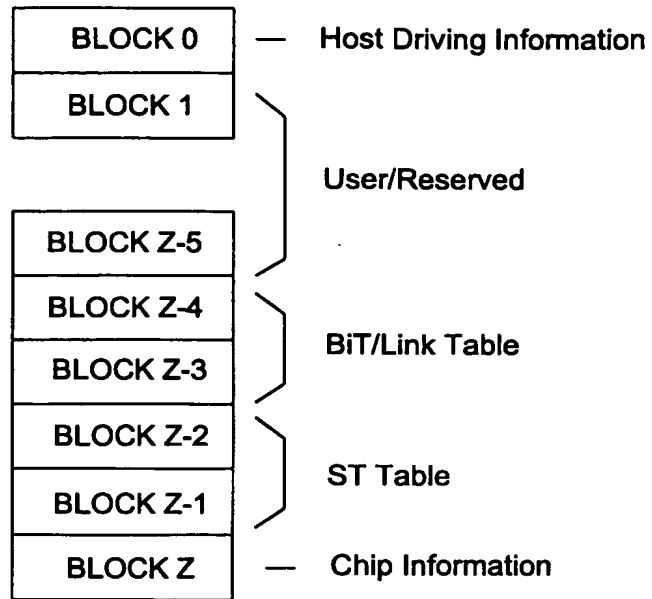 BLOCK 0 — Host Driving Information
BLOCK 1
User/Reserved
BLOCK Z-5
BLOCK Z-4
BiT/Link Table
BLOCK Z-3
BLOCK Z-2
ST Table
BLOCK Z-1
BLOCK Z — Chip Information